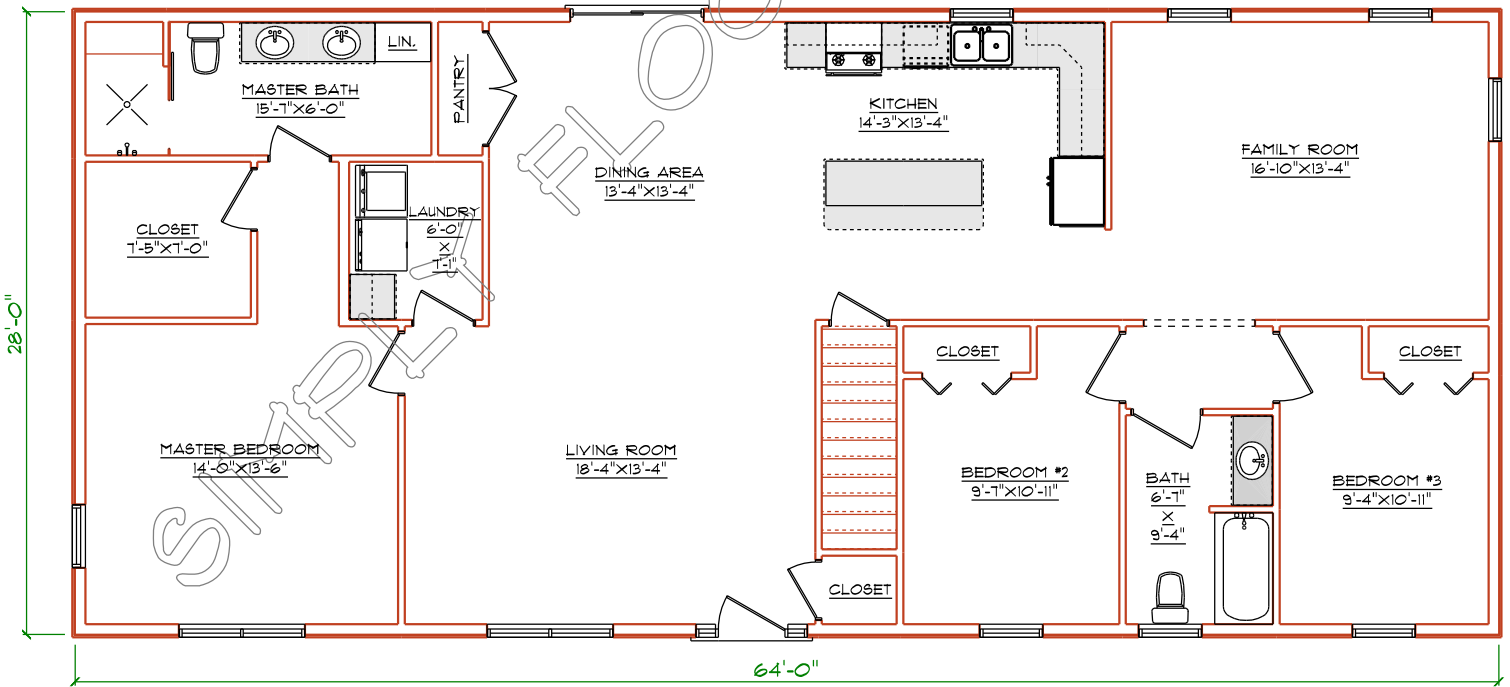 LIN.
MASTER BATH
15'-7"X6'-0"
PANTRY
KITCHEN
14'-3"X13'-4"
FAMILY ROOM
16'-10"X13'-4"
DINING AREA
13'-4"X13'-4"
LAUNDRY
6'-0"
X
7'-1"
CLOSET
7'-5"X7'-0"
28'-0"
CLOSET
CLOSET
MASTER BEDROOM
14'-0"X13'-6"
LIVING ROOM
18'-4"X13'-4"
BEDROOM #2
9'-7"X10'-11"
BATH
6'-7"
X
9'-4"
BEDROOM #3
9'-4"X10'-11"
CLOSET
64'-0"
SIMPLY FLOO